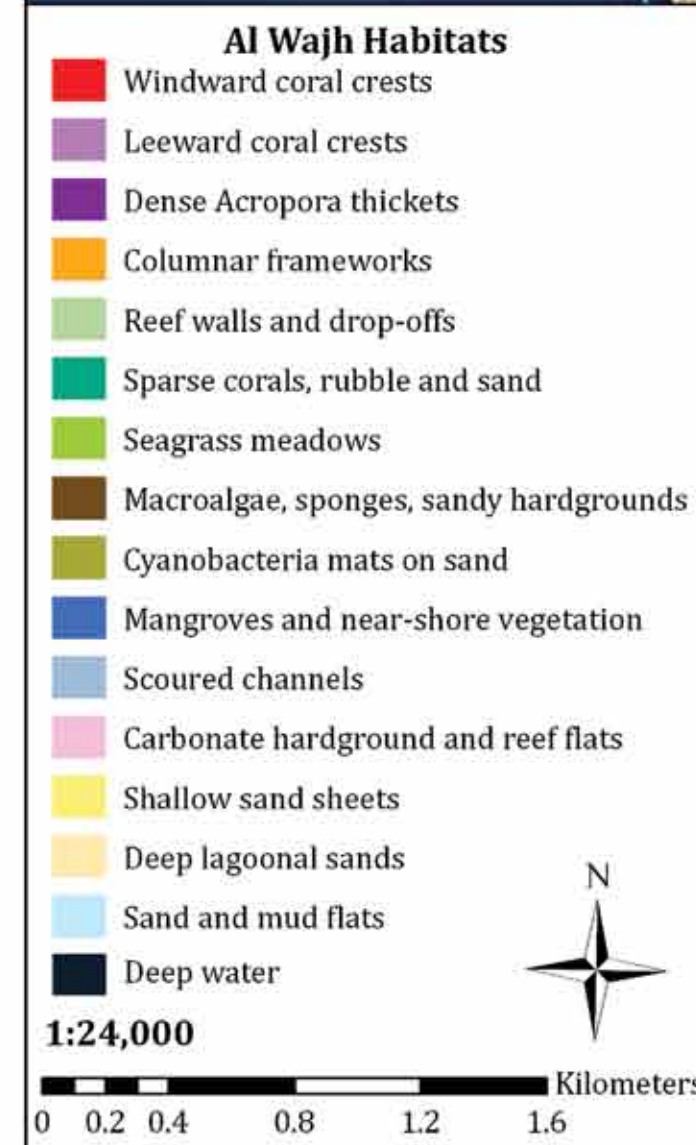 Al Wajh Habitats
Windward coral crests
Leeward coral crests
Dense Acropora thickets
Columnar frameworks
Reef walls and drop-offs
Sparse corals, rubble and sand
Seagrass meadows
Macroalgae, sponges, sandy hardgrounds
Cyanobacteria mats on sand
Mangroves and near-shore vegetation
Scoured channels
Carbonate hardground and reef flats
Shallow sand sheets
Deep lagoonal sands
Sand and mud flats
Deep water
N
1:24,000
Kilometers
0 0.2 0.4 0.8 1.2 1.6